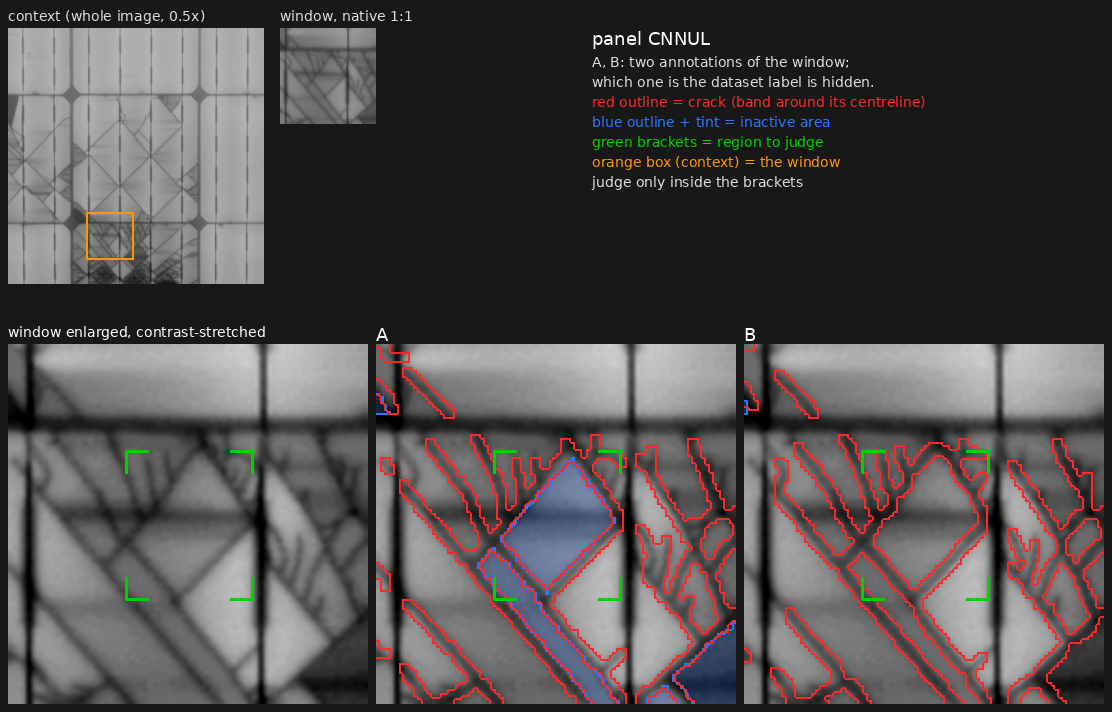 context (whole image, 0.5x)
window, native 1:1
panel CNNUL
A, B: two annotations of the window;
which one is the dataset label is hidden.
red outline = crack (band around its centreline)
blue outline + tint = inactive area
green brackets = region to judge
orange box (context) = the window
judge only inside the brackets
window enlarged, contrast-stretched
A
B